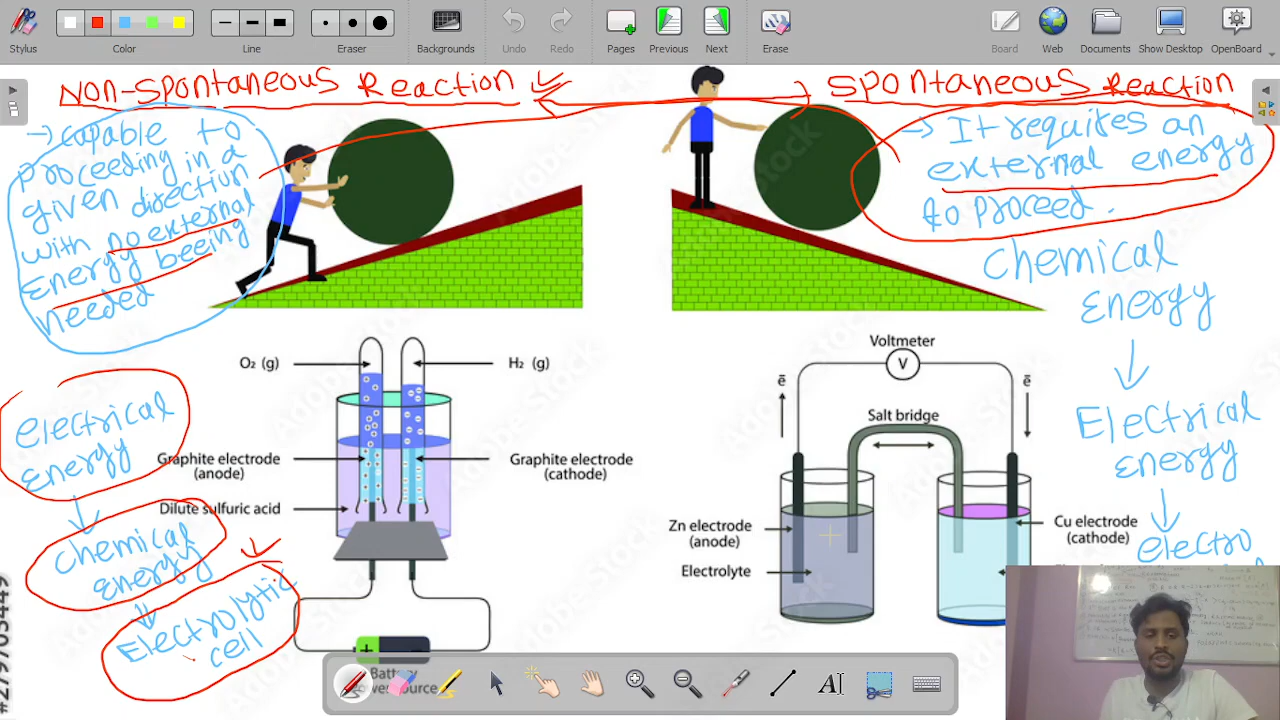 Stylus
Color
Line
Eraser
Backgrounds
Undo
Redo
Pages
Previous
Next
Erase
Board
Web
Documents
Show Desktop
OpenBoard
Non-Spontaneous Reaction
→ capable to
proceeding in a
given direction
with no external
Energy beeing
needed
Spontaneous Reaction
→ It requires an
external energy
to proceed.
Chemical
Energy
Electrical
Energy
electro
Electrical
Energy
Chemical
Energy
Electrolytic
cell
O₂ (g)
H₂ (g)
Graphite electrode
(anode)
Graphite electrode
(cathode)
Dilute sulfuric acid
+
-
Battery
Voltmeter
V
ē
ē
Salt bridge
Zn electrode
(anode)
Electrolyte
Cu electrode
(cathode)
#279703449